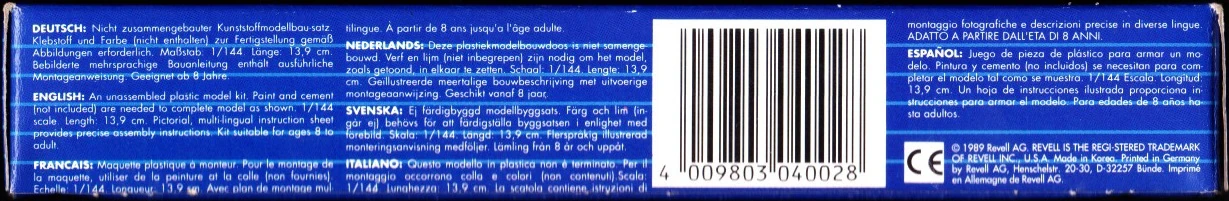 DEUTSCH: Nicht zusammengebauter Kunststoffmodellbau-satz.
Klebstoff und Farbe (nicht enthalten) zur Fertigstellung gemäß
Abbildungen erforderlich. Maßstab: 1/144. Länge: 13,9 cm.
Bebilderte mehrsprachige Bauanleitung enthält ausführliche
Montageanweisung. Geeignet ab 8 Jahre.
ENGLISH: An unassembled plastic model kit. Paint and cement
(not included) are needed to complete model as shown. 1/144
scale. Length: 13,9 cm. Pictorial, multi-lingual instruction sheet
provides precise assembly instructions. Kit suitable for ages 8 to
adult.
FRANCAIS: Maquette plastique à monteur. Pour le montage de
la maquette, utiliser de la peinture at la colle (non fournies).
Echelle: 1/144. Longueur: 13,9 cm. Avec plan de montage mul-
tilingue. À partir de 8 ans jusqu'a l'âge adulte.
NEDERLANDS: Deze plastiekmodelbouwdoos is niet samenge-
bouwd. Verf en lijm (niet inbegrepen) zijn nodig om het model,
zoals getoond, in elkaar te zetten. Schaal: 1/144. Lengte: 13,9
cm. Geïllustreerde meertalige bouwbeschrijving met uitvoerige
montageaanwijzing. Geschikt vanaf 8 jaar.
SVENSKA: Ej färdigbyggd modellbyggsats. Färg och lim (in-
går ej) behövs för att färdigställa byggsatsen i enlighet med
förebild. Skala: 1/144. Längd: 13,9 cm. Flerspråkig illustrerad
monteringsanvisning medföljer. Lämling från 8 år och uppåt.
ITALIANO: Questo modello in plastica non è terminato. Per il
montaggio accorrono colla e colori (non contenuti).Scala:
1/144. Lunahezza: 13,9 cm. La scatola contiene istruzioni di
4 009803 040028
montaggio fotografiche e descrizioni precise in diverse lingue.
ADATTO A PARTIRE DALL'ETA DI 8 ANNI.
ESPAÑOL: Juego de pieza de plástico para armar un mo-
delo. Pintura y cemento (no incluidos) se necesitan para com-
pletar el modelo tal como se muestra. 1/144 Escala. Longitud:
13,9 cm. Un hoja de instrucciones ilustrada proporciona in-
strucciones para armar el modelo. Para edades de 8 años ha-
sta adultos.
CE
© 1989 Revell AG. REVELL IS THE REGI-STERED TRADEMARK
OF REVELL INC., U.S.A. Made in Korea. Printed in Germany
by Revell AG, Henschelstr. 20-30, D-32257 Bünde. Imprimé
en Allemagne de Revell AG.